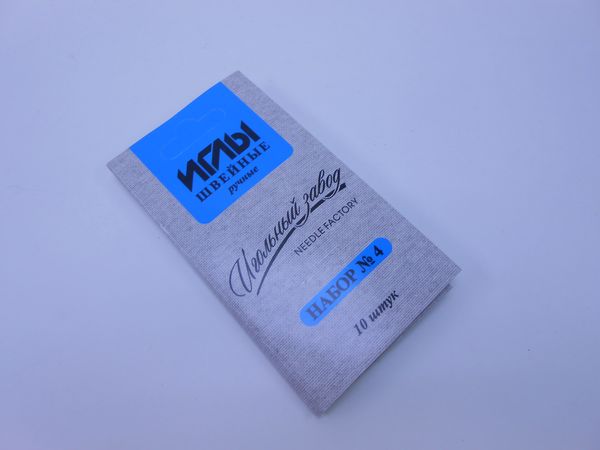 ИГЛЫ
ШВЕЙНЫЕ
ручные
Игольный завод
NEEDLE FACTORY
НАБОР № 4
10 штук